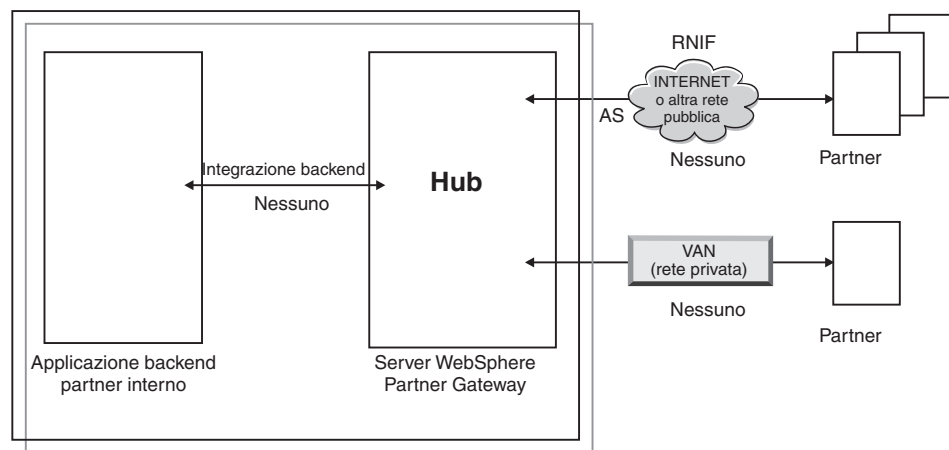 RNIF
INTERNET
o altra rete
pubblica
AS
Nessuno
Partner
Integrazione backend
Nessuno
Hub
VAN
(rete privata)
Nessuno
Partner
Applicazione backend
partner interno
Server WebSphere
Partner Gateway